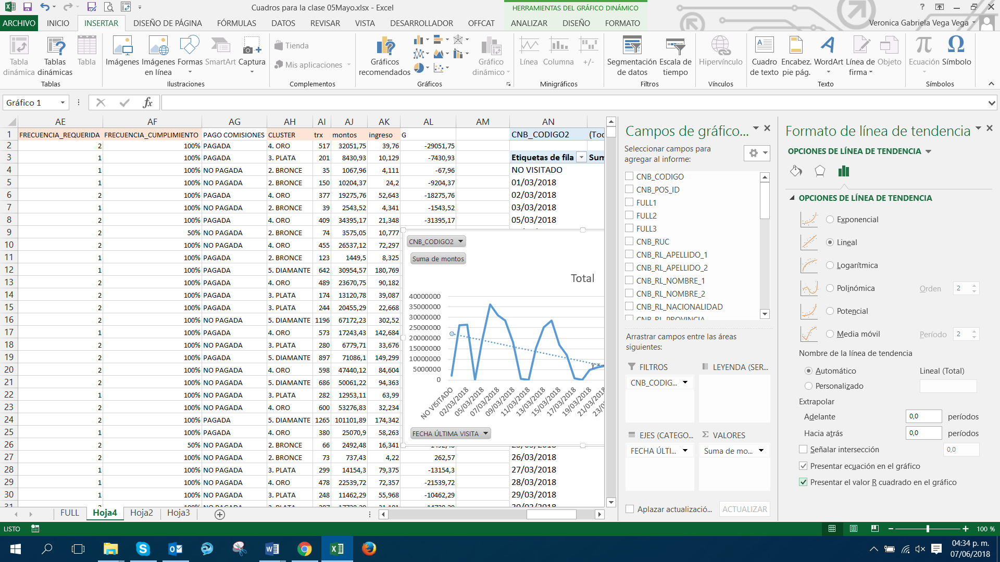 Cuadros para la clase 05Mayo.xlsx - Excel
HERRAMIENTAS DEL GRÁFICO DINÁMICO
?
ARCHIVO INICIO INSERTAR DISEÑO DE PÁGINA FÓRMULAS DATOS REVISAR VISTA DESARROLLADOR OFFCAT ANALIZAR DISEÑO FORMATO
Veronica Gabriela Vega Vega
Tabla dinámica
Tablas dinámicas
Tabla
Tablas
Imágenes
Imágenes en línea
Formas
SmartArt
Captura
Ilustraciones
Tienda
Mis aplicaciones
Complementos
Gráficos recomendados
Gráfico dinámico
Gráficos
Línea
Columna
+/-
Minigráficos
Segmentación de datos
Escala de tiempo
Filtros
Hipervínculo
Vínculos
Cuadro de texto
Encabez. pie pág.
WordArt
Línea de firma
Objeto
Texto
Ecuación
Símbolo
Símbolos
Gráfico 1
fx
AE AF AG AH AI AJ AK AL AM AN
1 FRECUENCIA_REQUERIDA FRECUENCIA_CUMPLIMIENTO PAGO COMISIONES CLUSTER trx montos ingreso G CNB_CODIGO2 (Toc
2 2 100% PAGADA 4. ORO 517 32051,75 39,76 -29051,75
3 1 100% PAGADA 3. PLATA 201 8430,93 10,129 -7430,93 Etiquetas de fila Sum
4 1 100% NO PAGADA 2. BRONCE 35 1067,96 4,111 -67,96 NO VISITADO
5 1 100% NO PAGADA 2. BRONCE 150 10204,37 24,2 -9204,37 01/03/2018
6 2 100% PAGADA 4. ORO 377 19275,76 52,643 -18275,76 02/03/2018
7 1 100% NO PAGADA 2. BRONCE 39 2543,52 4,341 -1543,52 03/03/2018
8 2 100% PAGADA 4. ORO 409 34395,17 21,348 -31395,17 05/03/2018
9 2 50% NO PAGADA 2. BRONCE 74 3575,05 10,777
10 2 100% NO PAGADA 4. ORO 455 26537,12 72,297
11 1 100% PAGADA 2. BRONCE 123 1449,5 8,325
12 1 100% PAGADA 5. DIAMANTE 642 30954,57 180,769
13 2 100% PAGADA 4. ORO 489 23670,75 90,182
14 1 100% PAGADA 3. PLATA 174 13120,78 39,087
15 1 100% PAGADA 3. PLATA 244 20455,29 22,668
16 2 100% NO PAGADA 5. DIAMANTE 1196 67172,23 302,52
17 1 100% PAGADA 4. ORO 573 17243,43 142,684
18 2 100% NO PAGADA 3. PLATA 280 6779,71 33,676
19 2 100% PAGADA 5. DIAMANTE 897 71086,1 149,299
20 2 100% NO PAGADA 4. ORO 598 47440,12 84,604
21 2 100% NO PAGADA 5. DIAMANTE 686 50061,22 94,363
22 1 100% NO PAGADA 3. PLATA 282 12953,11 63,99
23 2 100% NO PAGADA 4. ORO 600 53276,83 32,234
24 2 100% PAGADA 5. DIAMANTE 1265 101101,89 174,342
25 1 100% PAGADA 4. ORO 380 25070,9 58,263
26 2 50% NO PAGADA 2. BRONCE 66 2492,48 16,341
27 2 100% NO PAGADA 2. BRONCE 73 737,43 4,22 262,57 26/03/2018
28 1 100% NO PAGADA 3. PLATA 299 14154,3 79,375 -13154,3 27/03/2018
29 1 100% NO PAGADA 4. ORO 478 22539,72 72,357 -21539,72 28/03/2018
30 1 100% NO PAGADA 3. PLATA 248 11462,29 55,968 -10462,29 29/03/2018
CNB_CODIGO2
Suma de montos
Total
40000000
35000000
30000000
25000000
20000000
15000000
10000000
5000000
0
NO VISITADO
02/03/2018
05/03/2018
07/03/2018
09/03/2018
11/03/2018
13/03/2018
15/03/2018
17/03/2018
19/03/2018
21/03/2018
FECHA ÚLTIMA VISITA
FULL Hoja4 Hoja2 Hoja3
Campos de gráfico...
Seleccionar campos para agregar al informe:
CNB_CODIGO
CNB_POS_ID
FULL1
FULL2
FULL3
CNB_RUC
CNB_RL_APELLIDO_1
CNB_RL_APELLIDO_2
CNB_RL_NOMBRE_1
CNB_RL_NOMBRE_2
CNB_RL_NACIONALIDAD
CNB_RL_PROVINCIA
Arrastrar campos entre las áreas siguientes:
FILTROS
CNB_CODIG...
LEYENDA (SER...
EJES (CATEGO...
FECHA ÚLTI...
Σ VALORES
Suma de mo...
Aplazar actualizació...
ACTUALIZAR
Formato de línea de tendencia
OPCIONES DE LÍNEA DE TENDENCIA
OPCIONES DE LÍNEA DE TENDENCIA
Exponencial
Lineal
Logarítmica
Polinómica Orden 2
Potencial
Media móvil Período 2
Nombre de la línea de tendencia
Automático Lineal (Total)
Personalizado
Extrapolar
Adelante 0,0 períodos
Hacia atrás 0,0 períodos
Señalar intersección 0,0
Presentar ecuación en el gráfico
Presentar el valor R cuadrado en el gráfico
LISTO
100 %
04:34 p. m.
07/06/2018